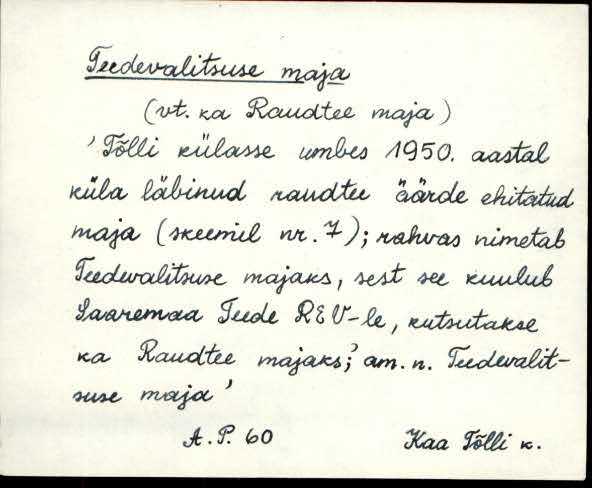 Teedevalitsuse maja
(vt. ka Raudtee maja)
'Tõlli külasse umbes 1950. aastal
küla läbinud raudtee äärde ehitatud
maja (skeemil nr. 7); rahvas nimetab
Teedevalitsuse majaks, sest see kuulub
Saaremaa Teede REV-le, kutsutakse
ka Raudtee majaks; am. n. Teedevalit-
suse maja'
A. P. 60 Kaa Tõlli k.